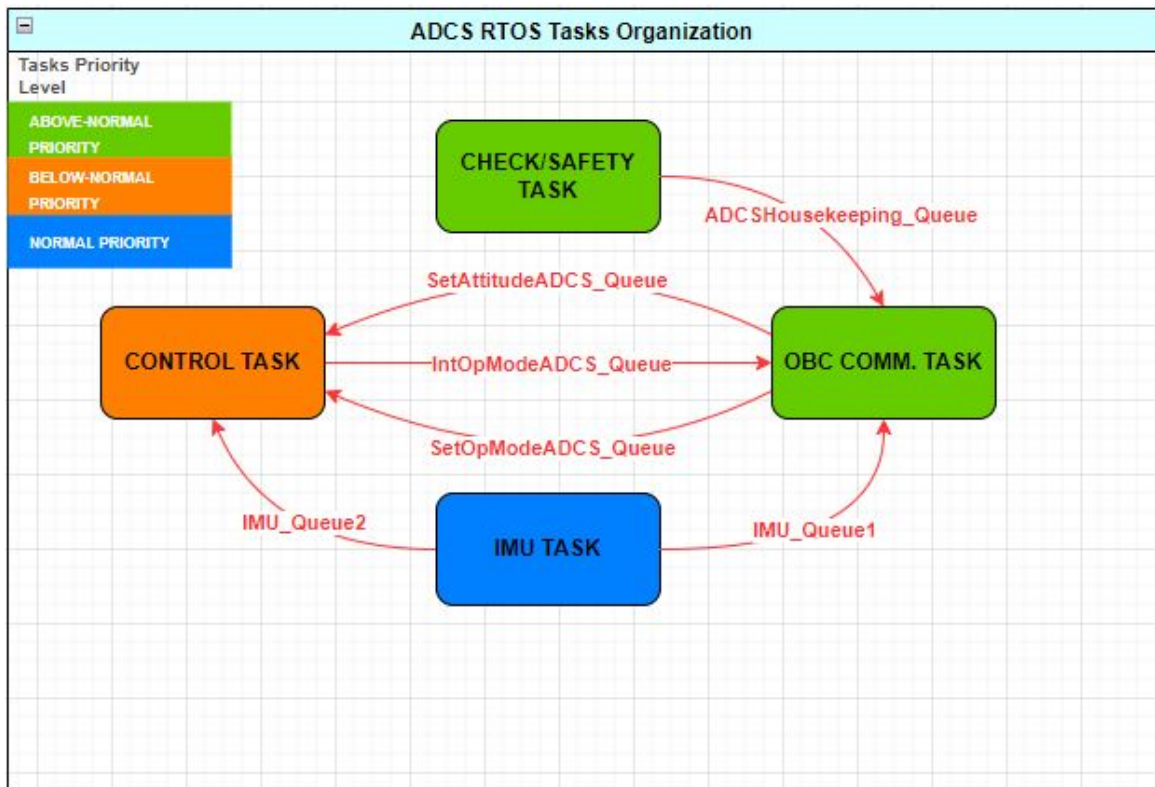 ADCS RTOS Tasks Organization
Tasks Priority
Level
ABOVE-NORMAL
PRIORITY
BELOW-NORMAL
PRIORITY
NORMAL PRIORITY
CHECK/SAFETY
TASK
ADCSHousekeeping_Queue
SetAttitudeADCS_Queue
CONTROL TASK
IntOpModeADCS_Queue
OBC COMM. TASK
SetOpModeADCS_Queue
IMU_Queue2
IMU TASK
IMU_Queue1